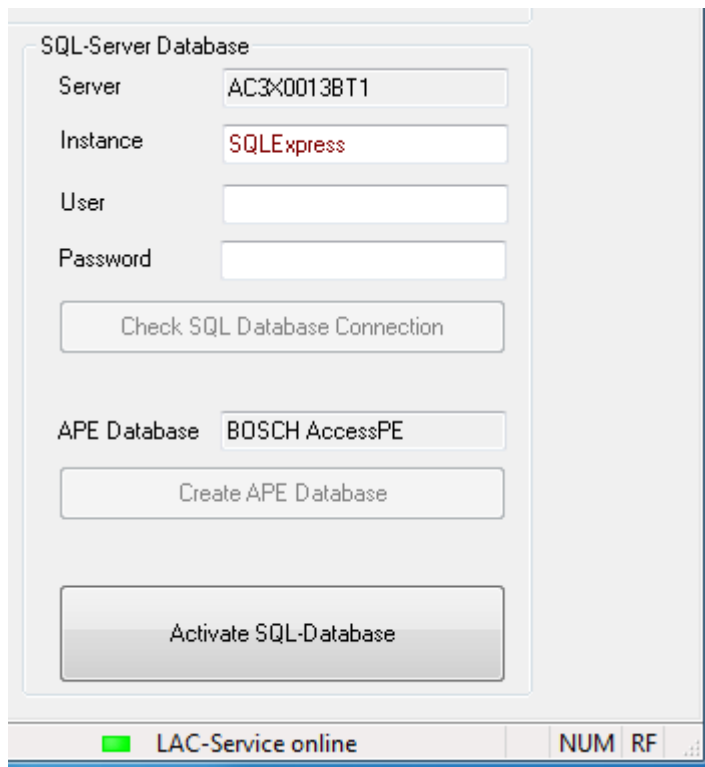 SQL-Server Database
Server AC3X0013BT1
Instance SQLExpress
User
Password
Check SQL Database Connection
APE Database BOSCH AccessPE
Create APE Database
Activate SQL-Database
LAC-Service online NUM RF